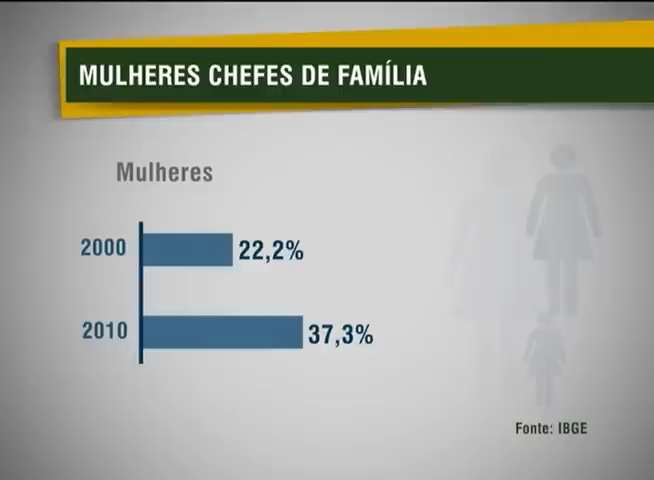 MULHERES CHEFES DE FAMÍLIA
Mulheres
2000 22,2%
2010 37,3%
Fonte: IBGE